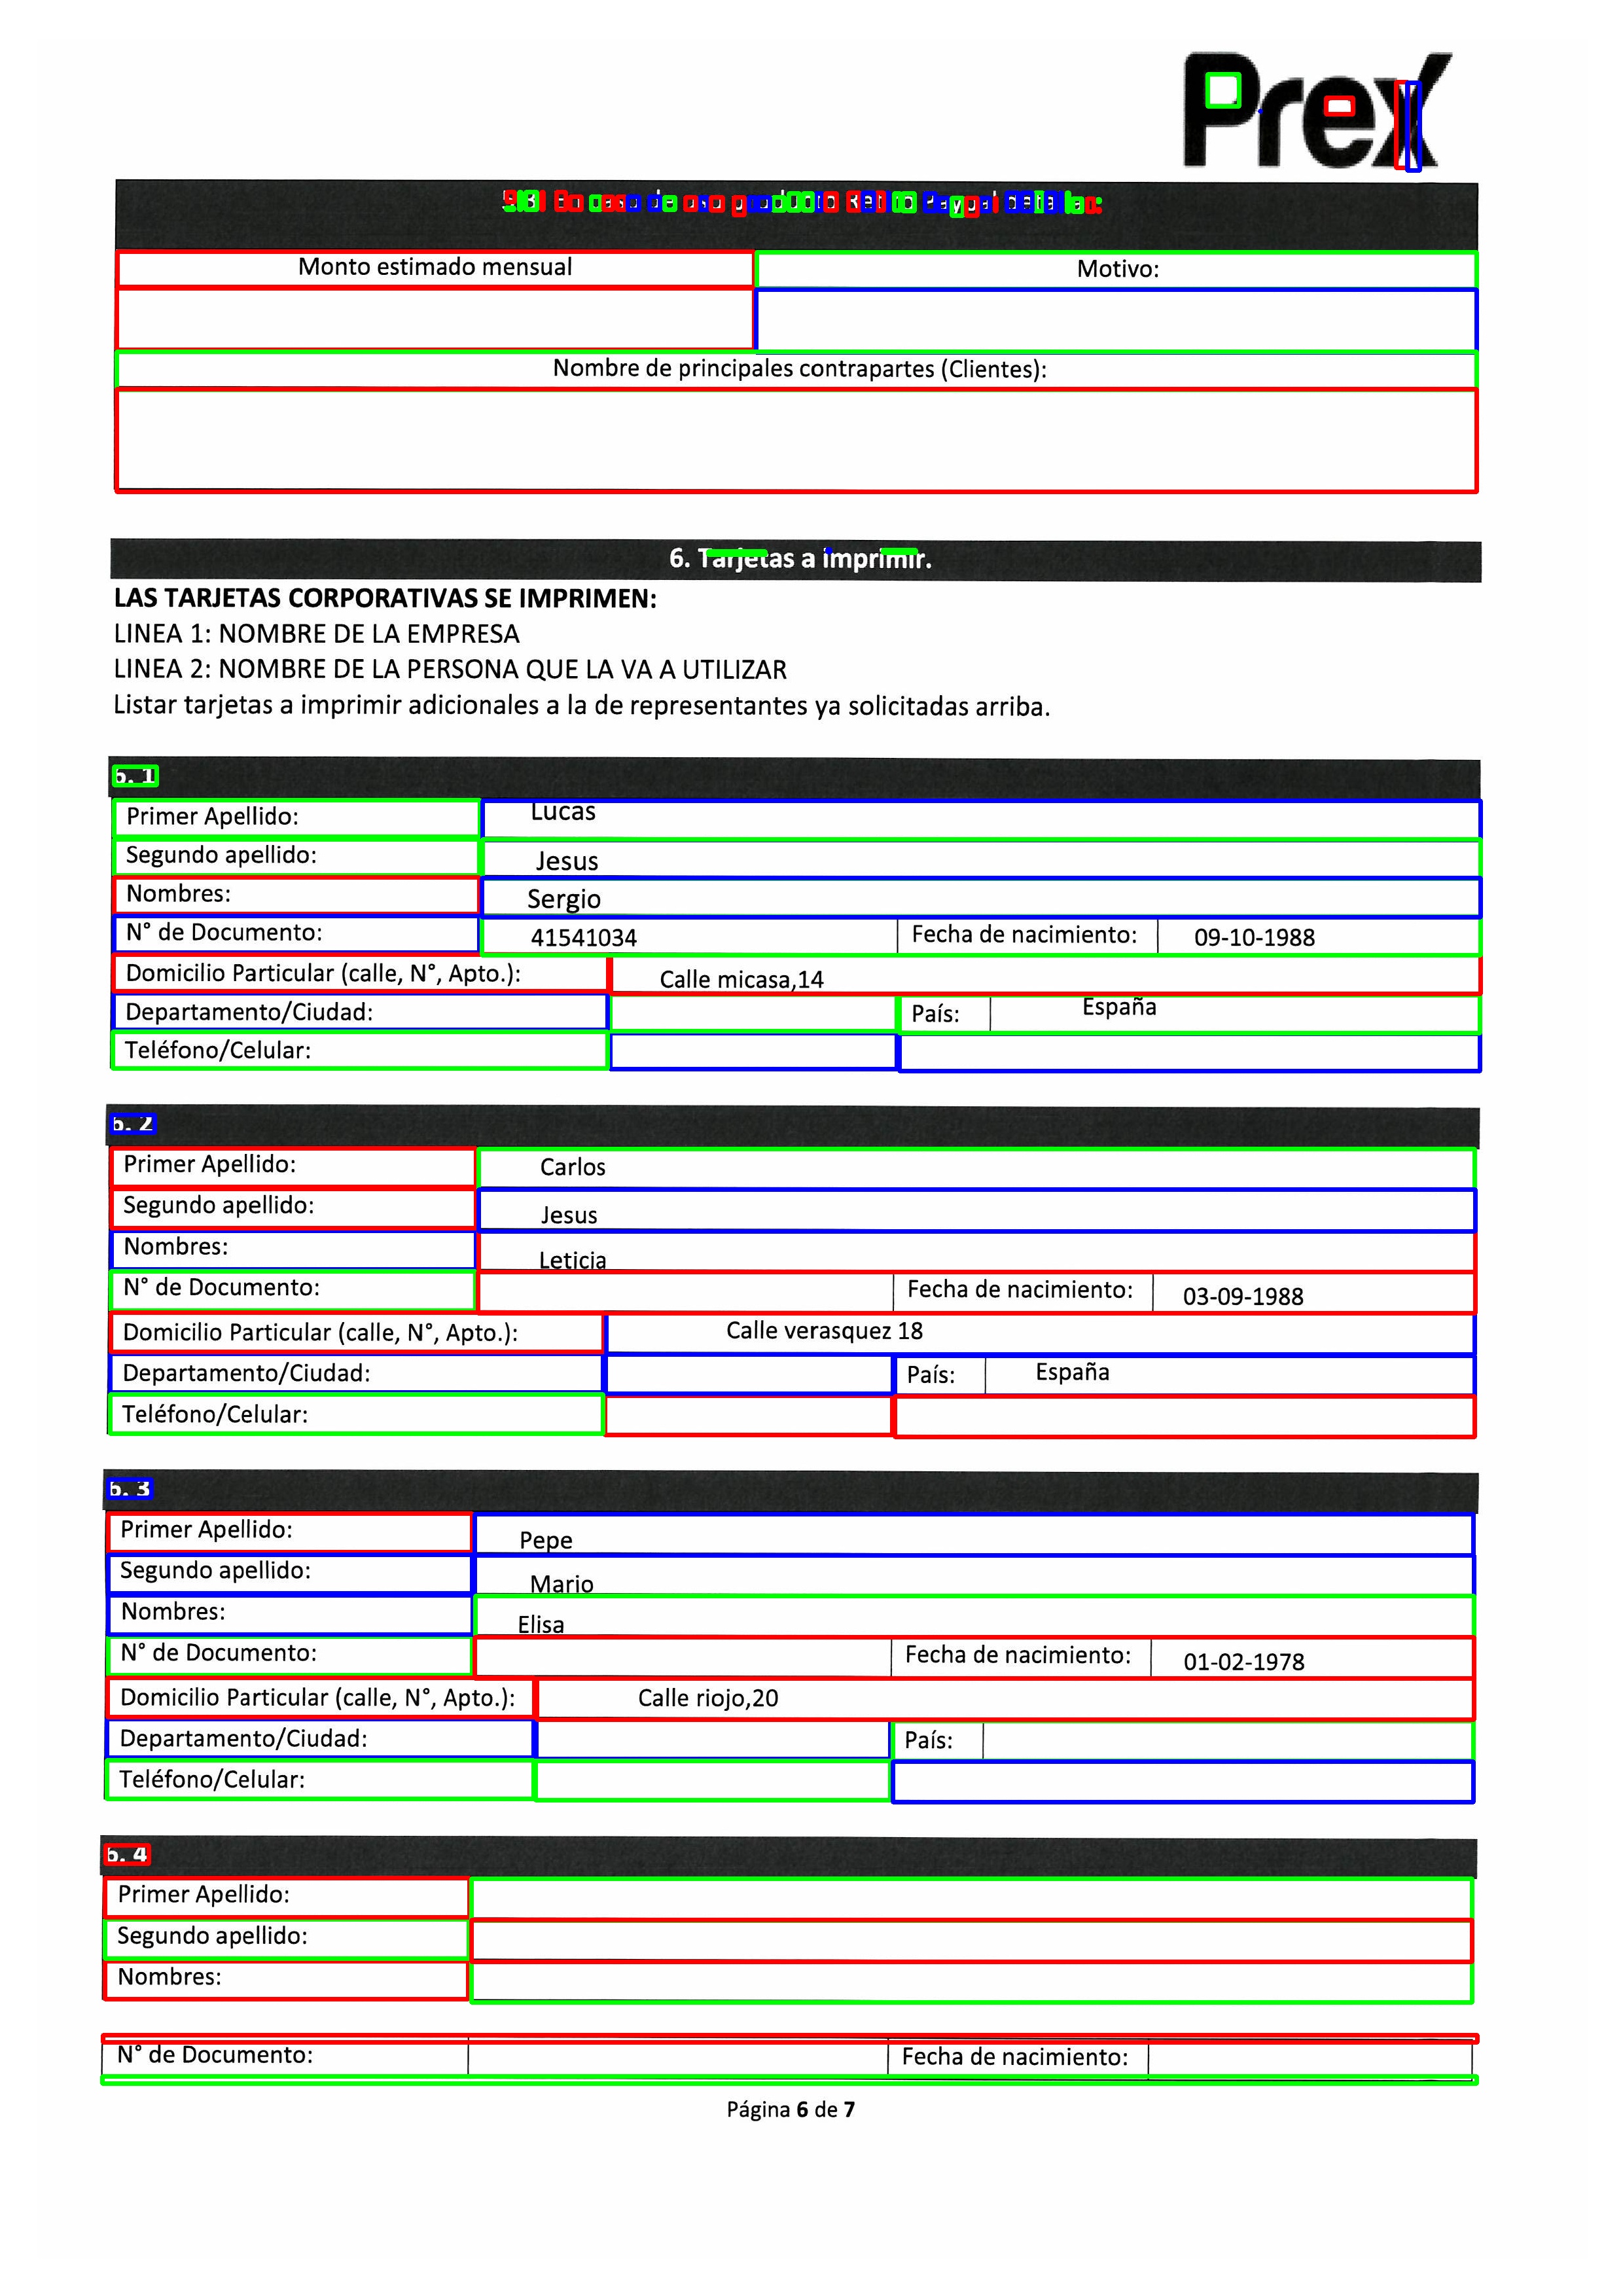 Prex
Monto estimado mensual Motivo:
Nombre de principales contrapartes (Clientes):
6. Tarjetas a imprimir.
LAS TARJETAS CORPORATIVAS SE IMPRIMEN:
LINEA 1: NOMBRE DE LA EMPRESA
LINEA 2: NOMBRE DE LA PERSONA QUE LA VA A UTILIZAR
Listar tarjetas a imprimir adicionales a la de representantes ya solicitadas arriba.
6. 1
Primer Apellido: Lucas
Segundo apellido: Jesus
Nombres: Sergio
N° de Documento: 41541034 Fecha de nacimiento: 09-10-1988
Domicilio Particular (calle, N°, Apto.): Calle micasa,14
Departamento/Ciudad: País: España
Teléfono/Celular:
6. 2
Primer Apellido: Carlos
Segundo apellido: Jesus
Nombres: Leticia
N° de Documento: Fecha de nacimiento: 03-09-1988
Domicilio Particular (calle, N°, Apto.): Calle verasquez 18
Departamento/Ciudad: País: España
Teléfono/Celular:
6. 3
Primer Apellido: Pepe
Segundo apellido: Mario
Nombres: Elisa
N° de Documento: Fecha de nacimiento: 01-02-1978
Domicilio Particular (calle, N°, Apto.): Calle riojo,20
Departamento/Ciudad: País:
Teléfono/Celular:
6. 4
Primer Apellido:
Segundo apellido:
Nombres:
N° de Documento: Fecha de nacimiento:
Página 6 de 7